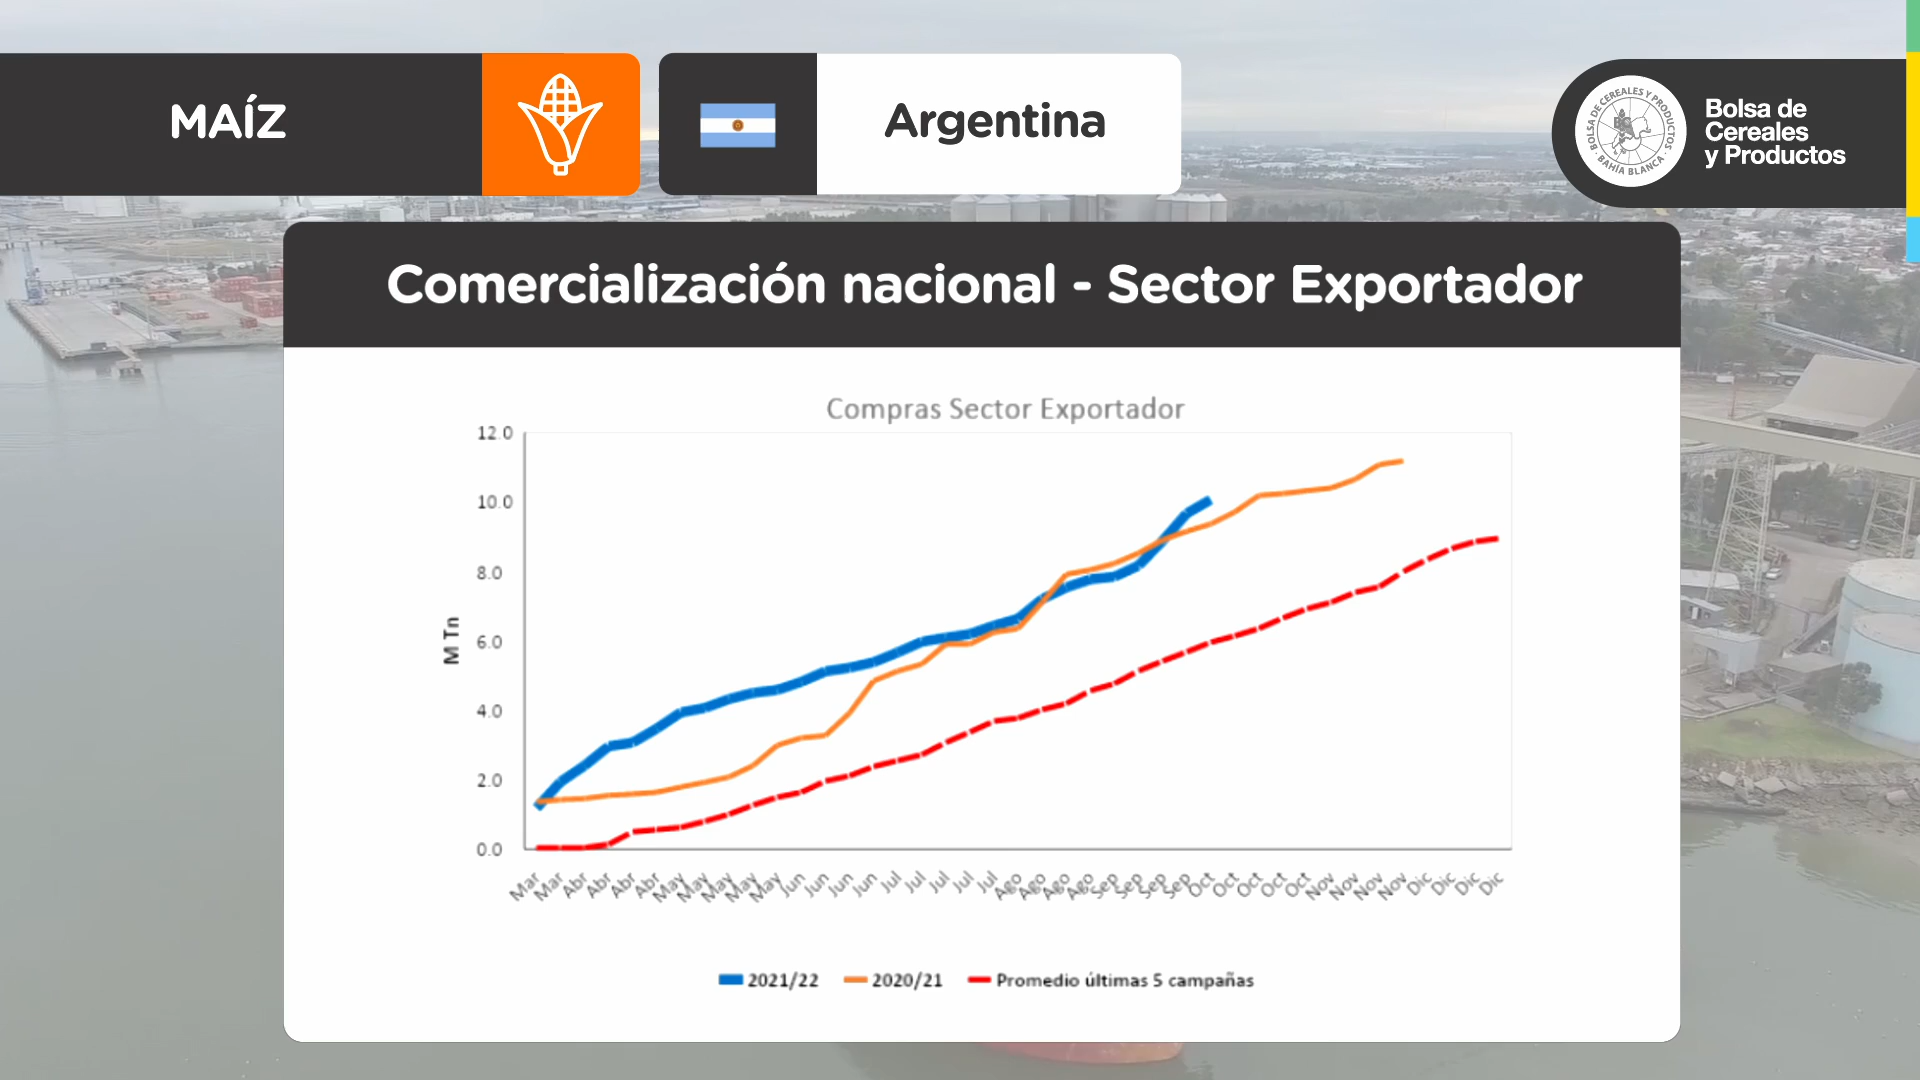 MAÍZ
Argentina
BOLSA DE CEREALES Y PRODUCTOS
· BAHÍA BLANCA ·
Bolsa de
Cereales
y Productos
Comercialización nacional - Sector Exportador
Compras Sector Exportador
12.0
10.0
8.0
6.0
4.0
2.0
0.0
M Tn
Mar Mar Abr Abr Abr Abr May May May May May Jun Jun Jun Jun Jul Jul Jul Jul Jul Ago Ago Ago Ago Sep Sep Sep Sep Oct Oct Oct Oct Oct Nov Nov Nov Nov Dic Dic Dic Dic
2021/22 2020/21 Promedio últimas 5 campañas